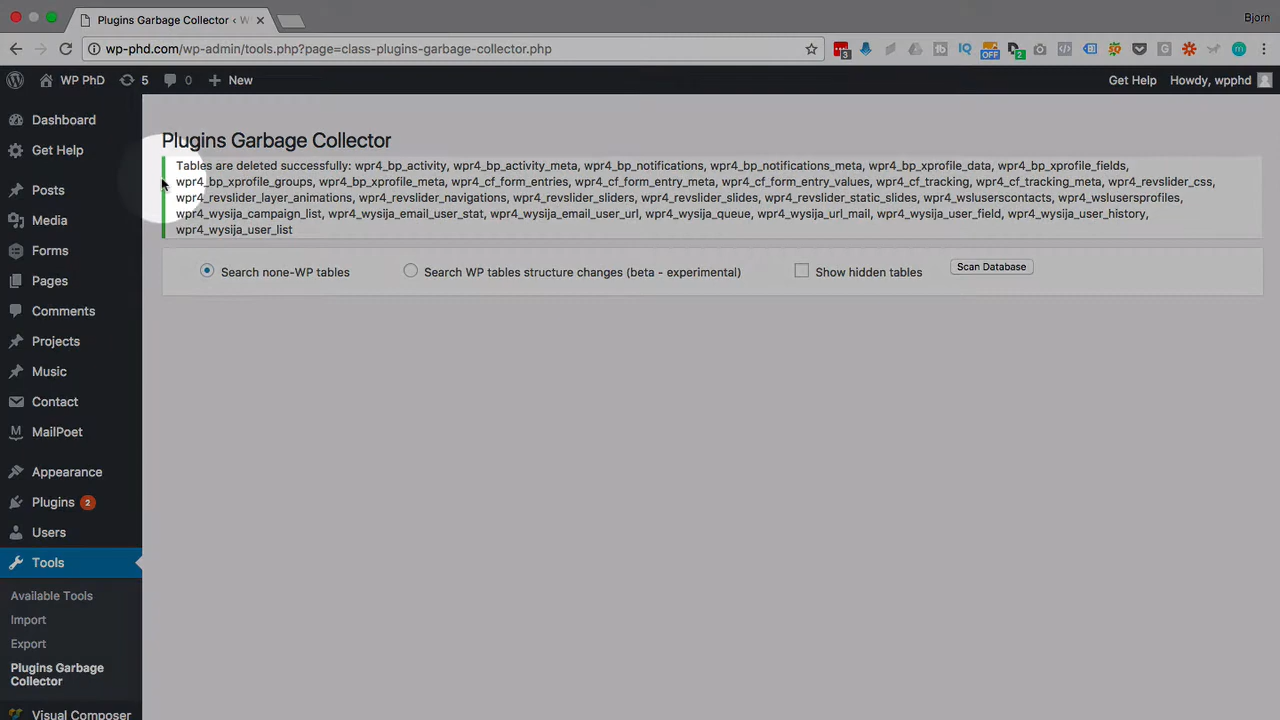 Plugins Garbage Collector ‹ W
Bjorn
wp-phd.com/wp-admin/tools.php?page=class-plugins-garbage-collector.php
3
OFF
2
WP PhD
5
0
New
Get Help
Howdy, wpphd
Dashboard
Get Help
Posts
Media
Forms
Pages
Comments
Projects
Music
Contact
MailPoet
Appearance
Plugins 2
Users
Tools
Available Tools
Import
Export
Plugins Garbage
Collector
Visual Composer
Plugins Garbage Collector
Tables are deleted successfully: wpr4_bp_activity, wpr4_bp_activity_meta, wpr4_bp_notifications, wpr4_bp_notifications_meta, wpr4_bp_xprofile_data, wpr4_bp_xprofile_fields,
wpr4_bp_xprofile_groups, wpr4_bp_xprofile_meta, wpr4_cf_form_entries, wpr4_cf_form_entry_meta, wpr4_cf_form_entry_values, wpr4_cf_tracking, wpr4_cf_tracking_meta, wpr4_revslider_css,
wpr4_revslider_layer_animations, wpr4_revslider_navigations, wpr4_revslider_sliders, wpr4_revslider_slides, wpr4_revslider_static_slides, wpr4_wsluserscontacts, wpr4_wslusersprofiles,
wpr4_wysija_campaign_list, wpr4_wysija_email_user_stat, wpr4_wysija_email_user_url, wpr4_wysija_queue, wpr4_wysija_url_mail, wpr4_wysija_user_field, wpr4_wysija_user_history,
wpr4_wysija_user_list
Search none-WP tables
Search WP tables structure changes (beta - experimental)
Show hidden tables
Scan Database